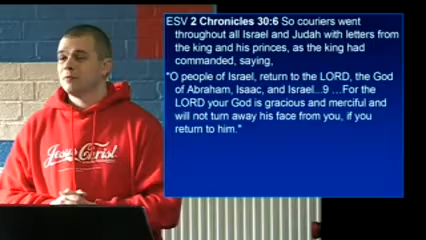 ESV 2 Chronicles 30:6 So couriers went
throughout all Israel and Judah with letters from
the king and his princes, as the king had
commanded, saying,
"O people of Israel, return to the LORD, the God
of Abraham, Isaac, and Israel...9 ...For the
LORD your God is gracious and merciful and
will not turn away his face from you, if you
return to him."
Jesus Christ